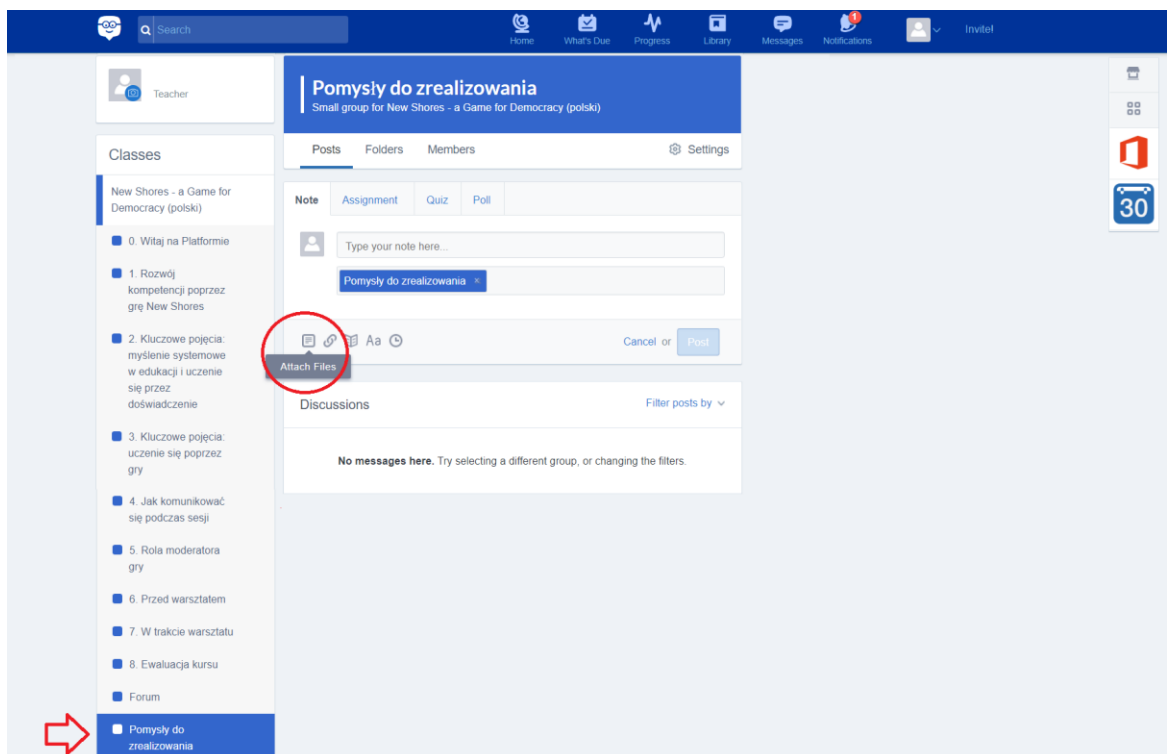 Search
Home
What's Due
Progress
Library
Messages
1
Notifications
Invite!
Teacher
Classes
New Shores - a Game for
Democracy (polski)
0. Witaj na Platformie
1. Rozwój
kompetencji poprzez
grę New Shores
2. Kluczowe pojęcia:
myślenie systemowe
w edukacji i uczenie
się przez
doświadczenie
3. Kluczowe pojęcia:
uczenie się poprzez
gry
4. Jak komunikować
się podczas sesji
5. Rola moderatora
gry
6. Przed warsztatem
7. W trakcie warsztatu
8. Ewaluacja kursu
Forum
Pomysły do
zrealizowania
Pomysły do zrealizowania
Small group for New Shores - a Game for Democracy (polski)
Posts Folders Members Settings
Note Assignment Quiz Poll
Type your note here...
Pomysły do zrealizowania ×
Aa Cancel or Post
Attach Files
Discussions Filter posts by
No messages here. Try selecting a different group, or changing the filters.
30